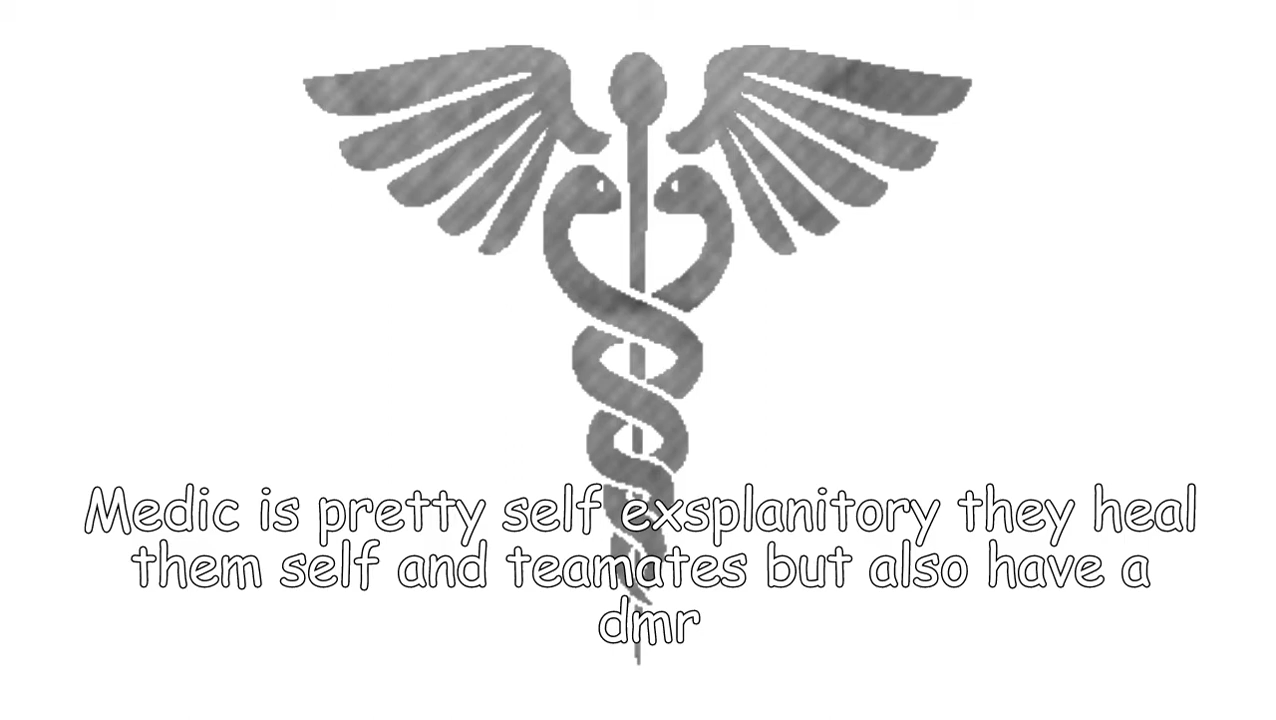 Medic is pretty self exsplanitory they heal
them self and teamates but also have a
dmr